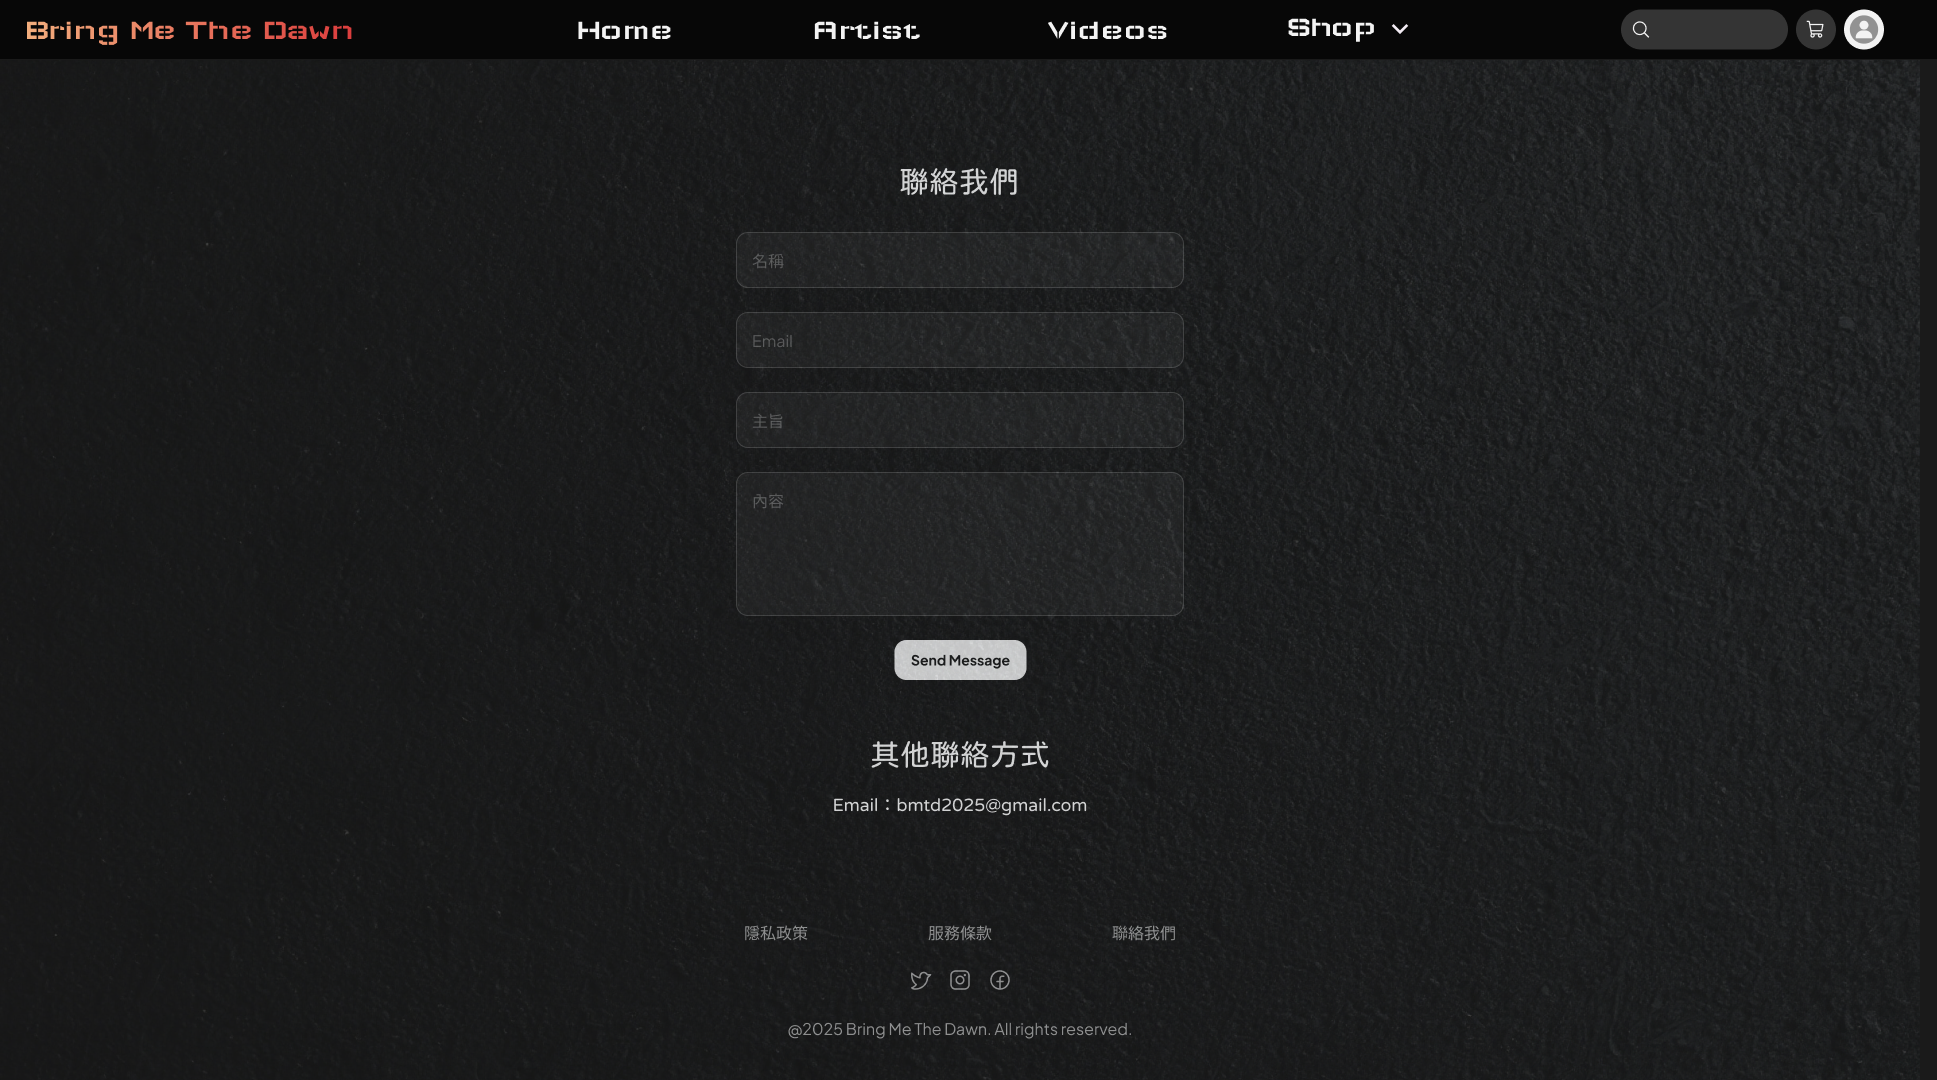 Bring Me The Dawn
Home
Artist
Videos
Shop
聯絡我們
名稱
Email
主旨
內容
Send Message
其他聯絡方式
Email：bmtd2025@gmail.com
隱私政策
服務條款
聯絡我們
@2025 Bring Me The Dawn. All rights reserved.